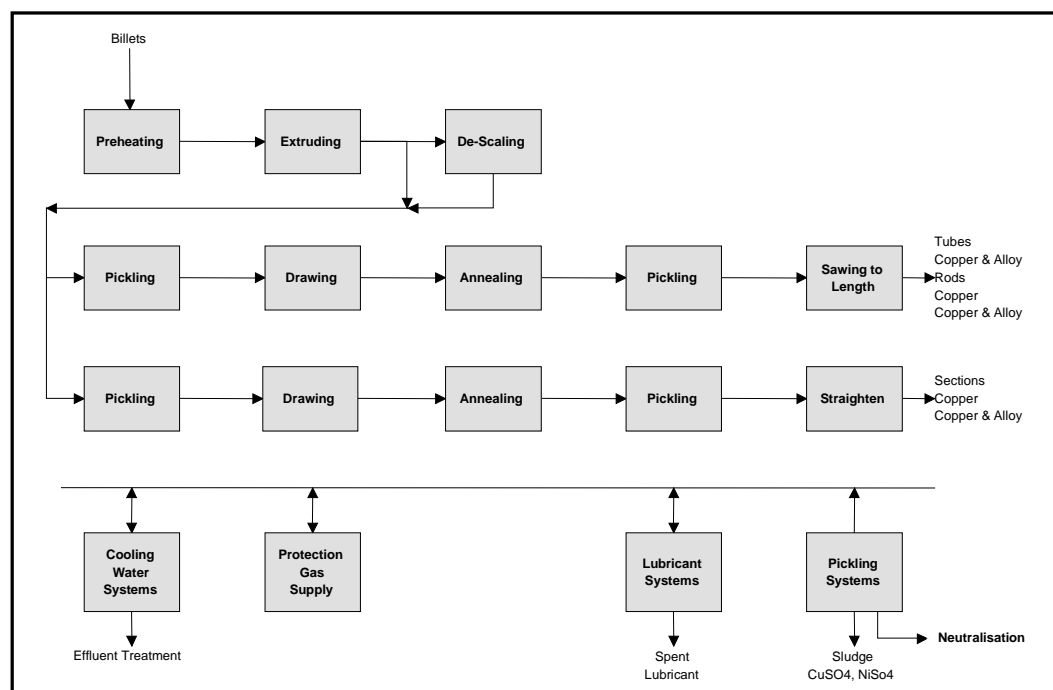 Billets
Preheating
Extruding
De-Scaling
Pickling
Drawing
Annealing
Pickling
Sawing to
Length
Tubes
Copper & Alloy
Rods
Copper
Copper & Alloy
Pickling
Drawing
Annealing
Pickling
Straighten
Sections
Copper
Copper & Alloy
Cooling
Water
Systems
Protection
Gas
Supply
Lubricant
Systems
Pickling
Systems
Neutralisation
Effluent Treatment
Spent
Lubricant
Sludge
CuSO4, NiSo4